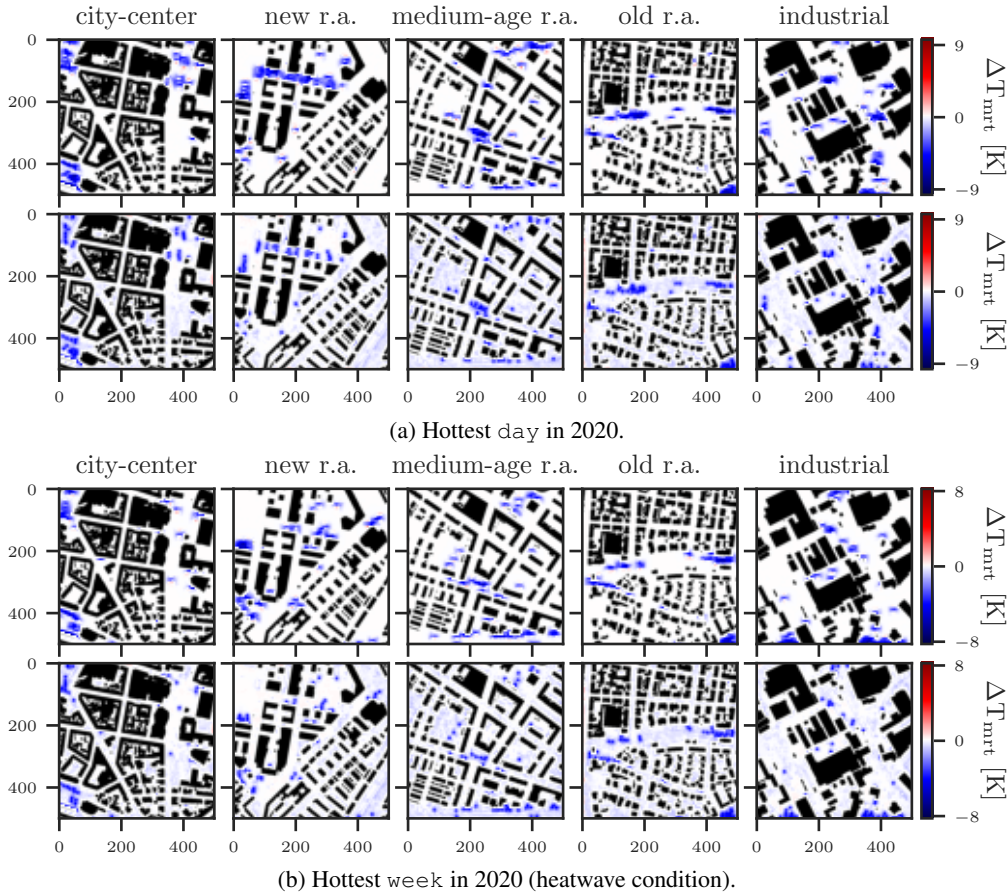 city-center new r.a. medium-age r.a. old r.a. industrial
0
200
400
9
0
−9
ΔT_mrt [K]
0
200
400
9
0
−9
ΔT_mrt [K]
0 200 400 0 200 400 0 200 400 0 200 400 0 200 400
(a) Hottest day in 2020.
city-center new r.a. medium-age r.a. old r.a. industrial
0
200
400
8
0
−8
ΔT_mrt [K]
0
200
400
8
0
−8
ΔT_mrt [K]
0 200 400 0 200 400 0 200 400 0 200 400 0 200 400
(b) Hottest week in 2020 (heatwave condition).